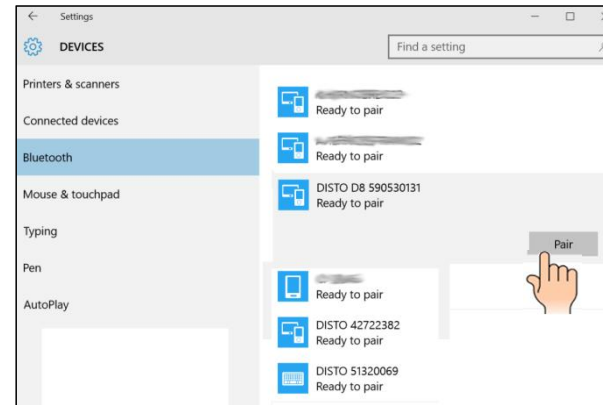 Settings
DEVICES
Find a setting
Printers & scanners
Connected devices
Bluetooth
Mouse & touchpad
Typing
Pen
AutoPlay
Ready to pair
Ready to pair
DISTO D8 590530131
Ready to pair
Pair
Ready to pair
DISTO 42722382
Ready to pair
DISTO 51320069
Ready to pair